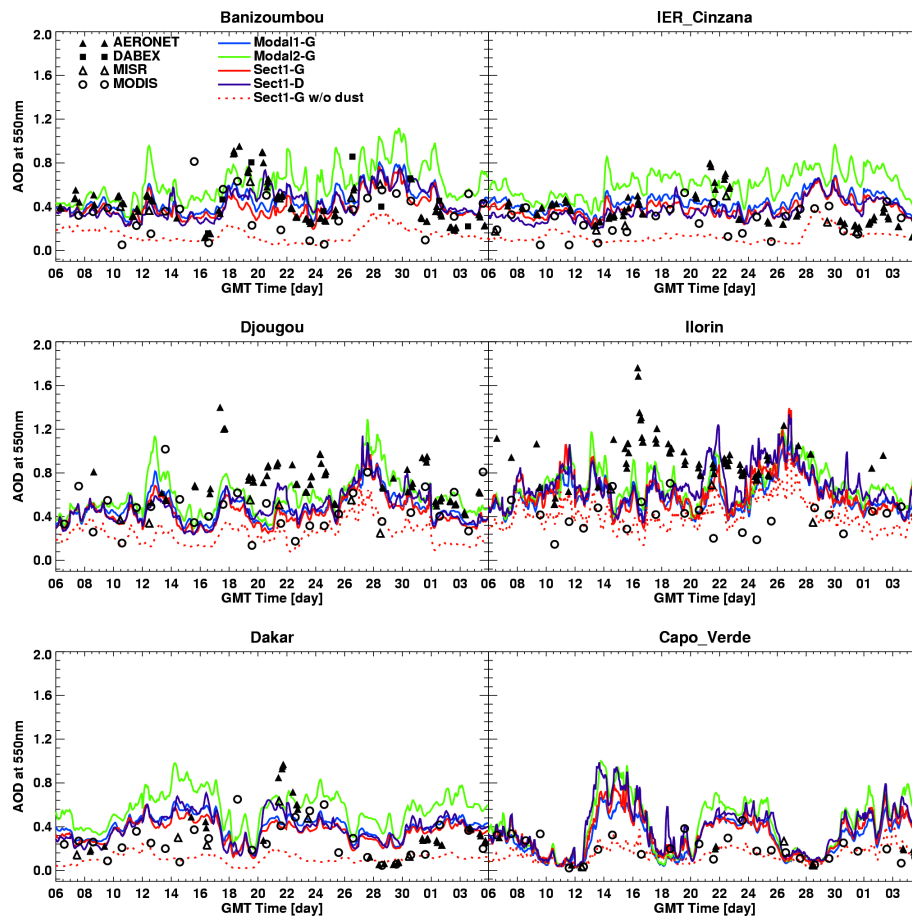 Banizoumbou
IER_Cinzana
AOD at 550nm
2.0
1.6
1.2
0.8
0.4
0.0
AERONET
DABEX
MISR
MODIS
Modal1-G
Modal2-G
Sect1-G
Sect1-D
Sect1-G w/o dust
06 08 10 12 14 16 18 20 22 24 26 28 30 01 03
06 08 10 12 14 16 18 20 22 24 26 28 30 01 03
GMT Time [day]
GMT Time [day]
Djougou
Ilorin
AOD at 550nm
2.0
1.6
1.2
0.8
0.4
0.0
06 08 10 12 14 16 18 20 22 24 26 28 30 01 03
06 08 10 12 14 16 18 20 22 24 26 28 30 01 03
GMT Time [day]
GMT Time [day]
Dakar
Capo_Verde
AOD at 550nm
2.0
1.6
1.2
0.8
0.4
0.0
06 08 10 12 14 16 18 20 22 24 26 28 30 01 03
06 08 10 12 14 16 18 20 22 24 26 28 30 01 03
GMT Time [day]
GMT Time [day]